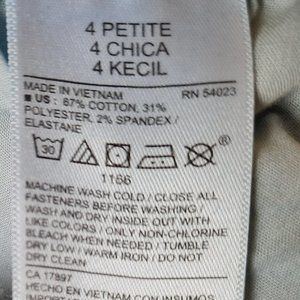 4 PETITE
4 CHICA
4 KECIL
MADE IN VIETNAM RN 54023
■ US: 67% COTTON, 31%
POLYESTER, 2% SPANDEX /
ELASTANE
30 ®
1166
MACHINE WASH COLD / CLOSE ALL
FASTENERS BEFORE WASHING /
WASH AND DRY INSIDE OUT WITH
LIKE COLORS / ONLY NON-CHLORINE
BLEACH WHEN NEEDED / TUMBLE
DRY LOW / WARM IRON / DO NOT
DRY CLEAN
CA 17897
HECHO EN VIETNAM CON INSUMOS